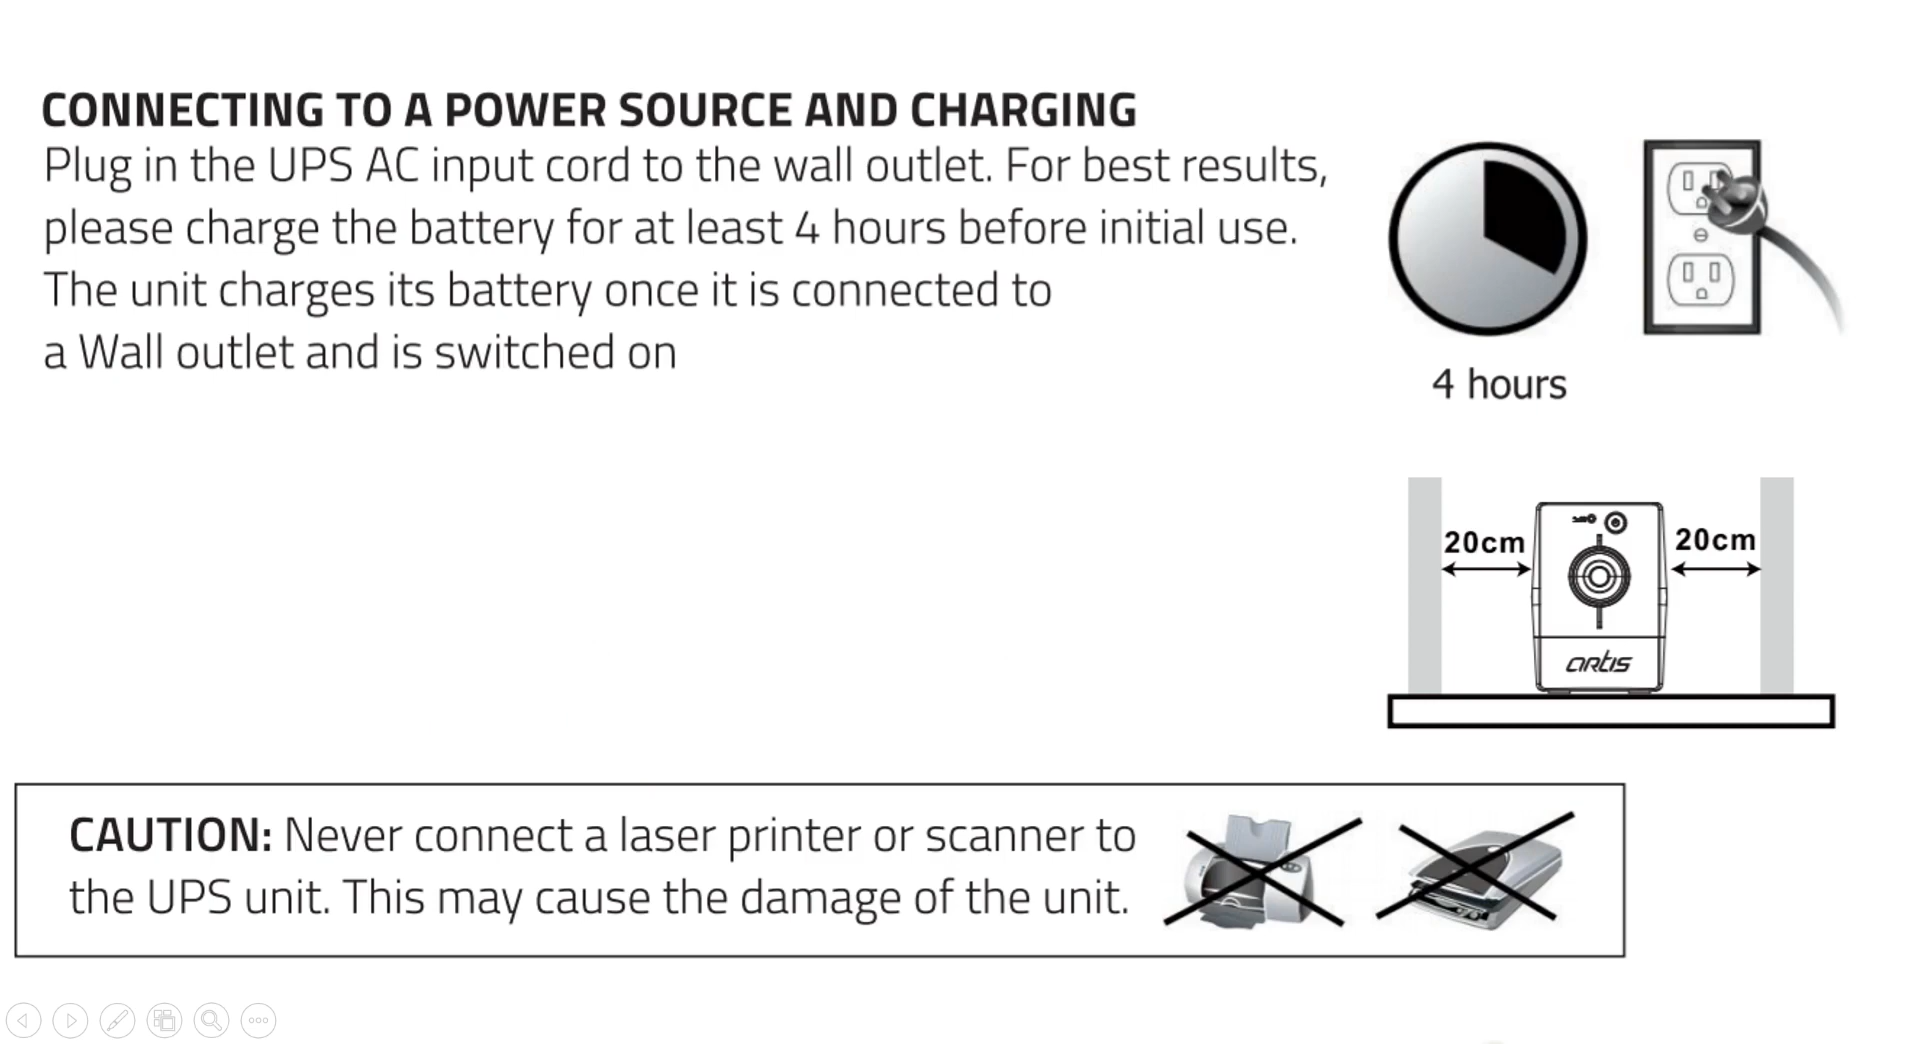 CONNECTING TO A POWER SOURCE AND CHARGING
Plug in the UPS AC input cord to the wall outlet. For best results,
please charge the battery for at least 4 hours before initial use.
The unit charges its battery once it is connected to
a Wall outlet and is switched on
4 hours
20cm
20cm
artis
CAUTION: Never connect a laser printer or scanner to
the UPS unit. This may cause the damage of the unit.